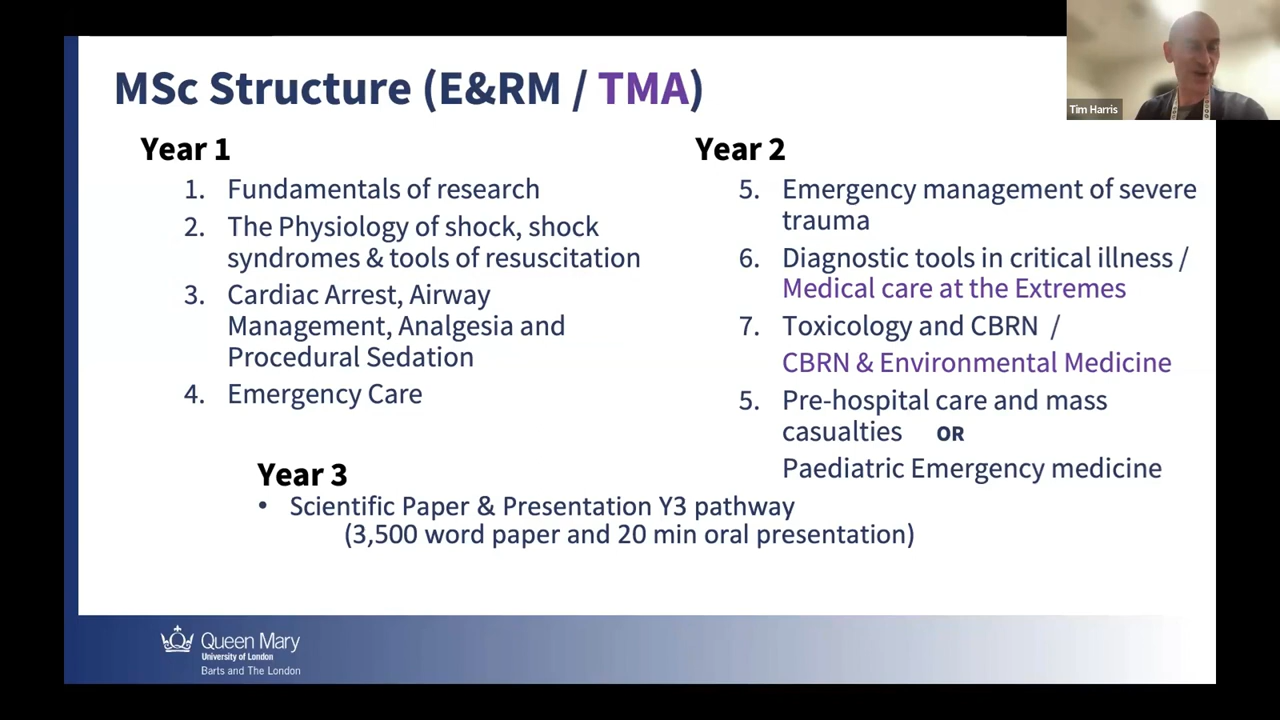 MSc Structure (E&RM / TMA)
Tim Harris
Year 1
1. Fundamentals of research
2. The Physiology of shock, shock
syndromes & tools of resuscitation
3. Cardiac Arrest, Airway
Management, Analgesia and
Procedural Sedation
4. Emergency Care
Year 2
5. Emergency management of severe
trauma
6. Diagnostic tools in critical illness /
Medical care at the Extremes
7. Toxicology and CBRN /
CBRN & Environmental Medicine
5. Pre-hospital care and mass
casualties OR
Paediatric Emergency medicine
Year 3
• Scientific Paper & Presentation Y3 pathway
(3,500 word paper and 20 min oral presentation)
Queen Mary
University of London
Barts and The London